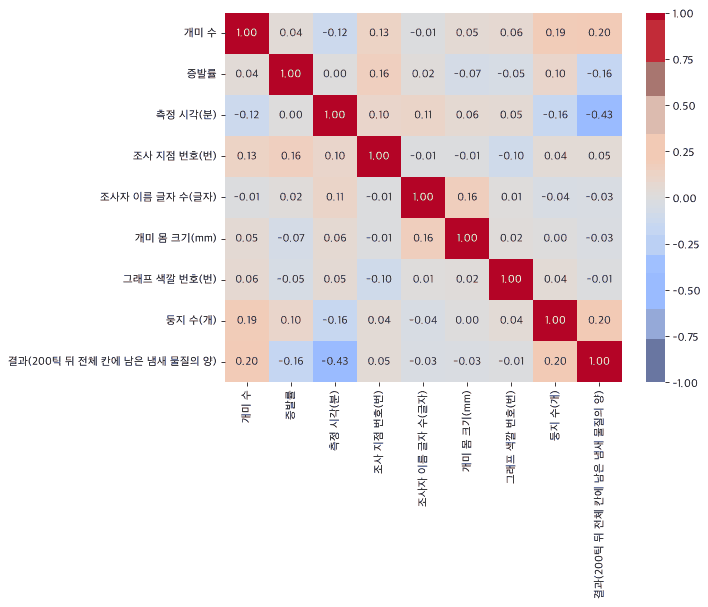 개미 수 1.00 0.04 -0.12 0.13 -0.01 0.05 0.06 0.19 0.20
증발률 0.04 1.00 0.00 0.16 0.02 -0.07 -0.05 0.10 -0.16
측정 시각(분) -0.12 0.00 1.00 0.10 0.11 0.06 0.05 -0.16 -0.43
조사 지점 번호(번) 0.13 0.16 0.10 1.00 -0.01 -0.01 -0.10 0.04 0.05
조사자 이름 글자 수(글자) -0.01 0.02 0.11 -0.01 1.00 0.16 0.01 -0.04 -0.03
개미 몸 크기(mm) 0.05 -0.07 0.06 -0.01 0.16 1.00 0.02 0.00 -0.03
그래프 색깔 번호(번) 0.06 -0.05 0.05 -0.10 0.01 0.02 1.00 0.04 -0.01
둥지 수(개) 0.19 0.10 -0.16 0.04 -0.04 0.00 0.04 1.00 0.20
결과(200틱 뒤 전체 칸에 남은 냄새 물질의 양) 0.20 -0.16 -0.43 0.05 -0.03 -0.03 -0.01 0.20 1.00
개미 수
증발률
측정 시각(분)
조사 지점 번호(번)
조사자 이름 글자 수(글자)
개미 몸 크기(mm)
그래프 색깔 번호(번)
둥지 수(개)
결과(200틱 뒤 전체 칸에 남은 냄새 물질의 양)
1.00
0.75
0.50
0.25
0.00
-0.25
-0.50
-0.75
-1.00